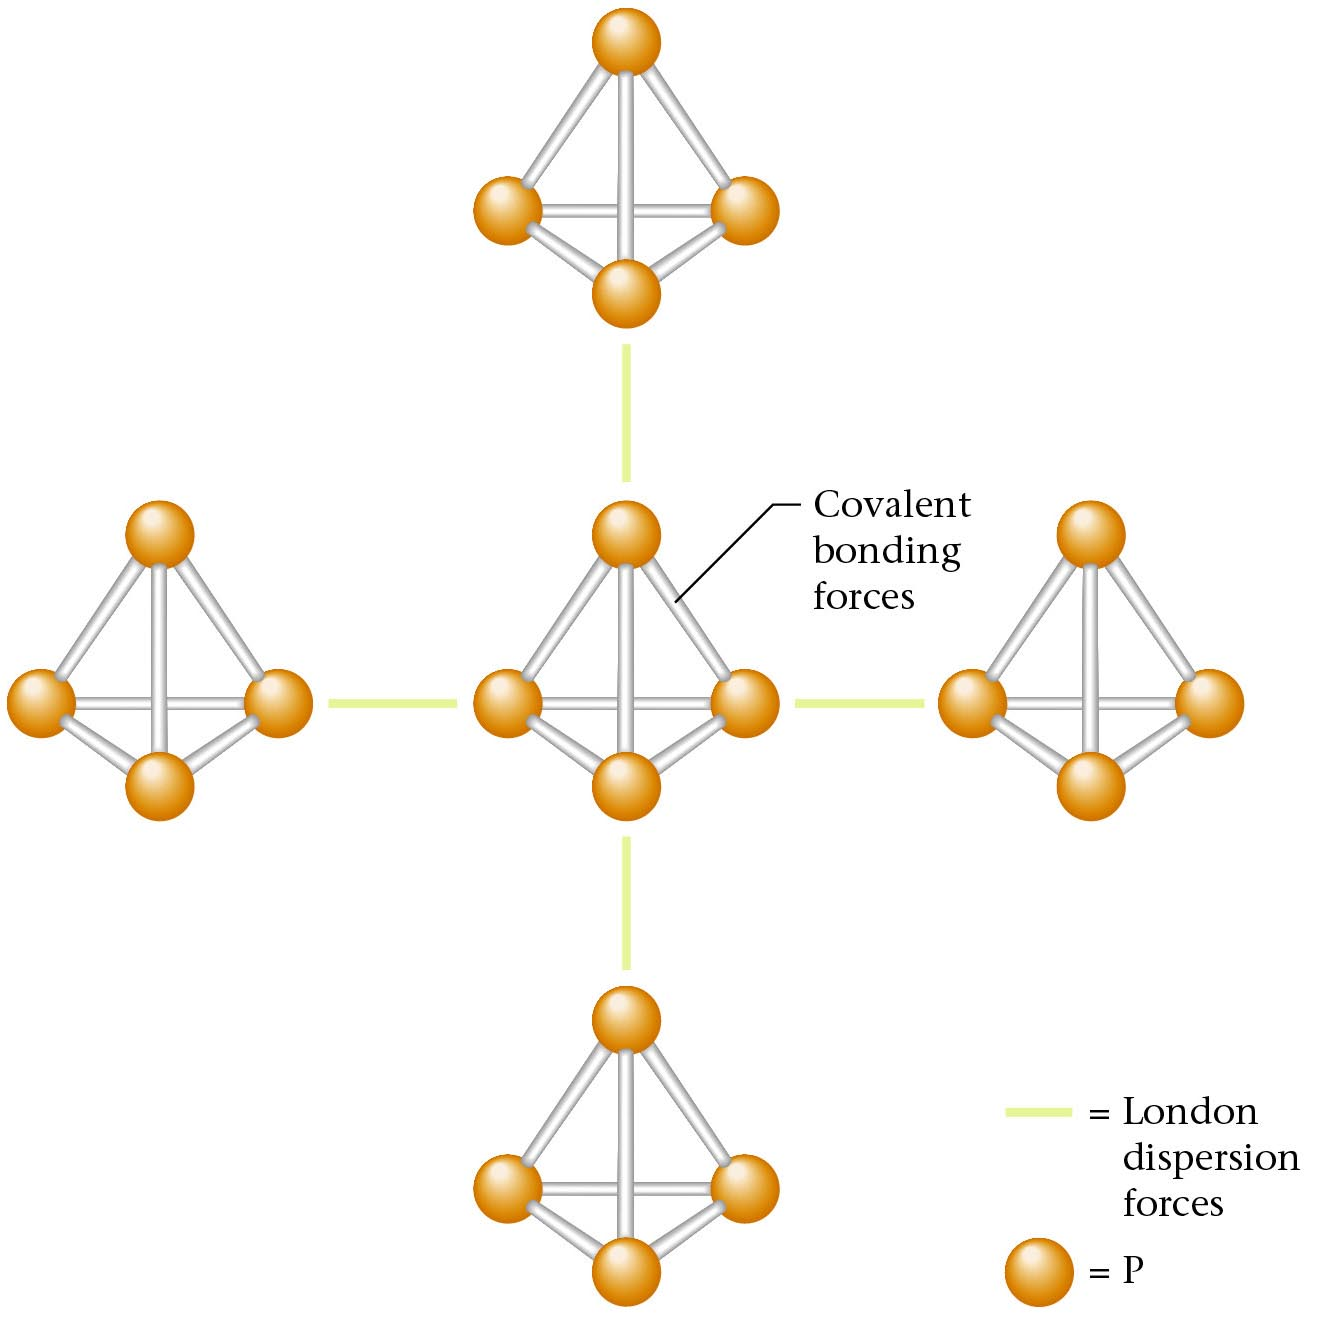 Covalent
bonding
forces
= London
dispersion
forces
= P